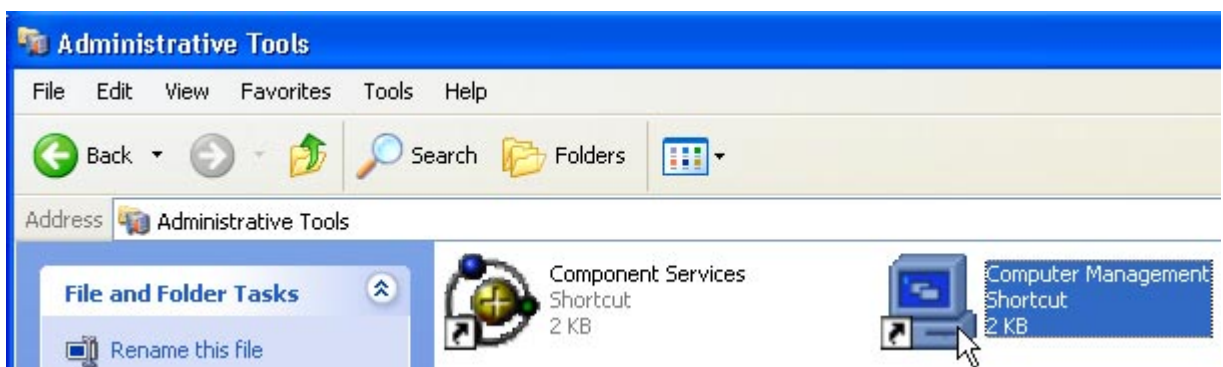 Administrative Tools
File Edit View Favorites Tools Help
Back Search Folders
Address Administrative Tools
File and Folder Tasks
Rename this file
Component Services
Shortcut
2 KB
Computer Management
Shortcut
2 KB